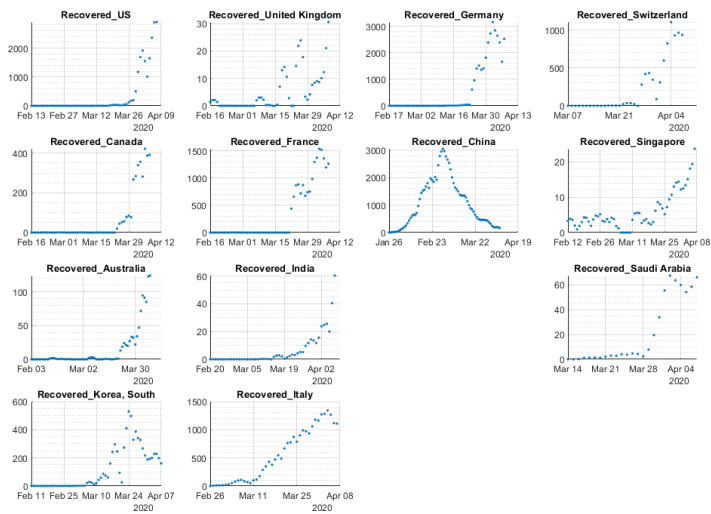 Recovered_US
2000
1000
0
Feb 13 Feb 27 Mar 12 Mar 26 Apr 09
2020
Recovered_United Kingdom
30
20
10
0
Feb 16 Mar 01 Mar 15 Mar 29 Apr 12
2020
Recovered_Germany
3000
2000
1000
0
Feb 17 Mar 02 Mar 16 Mar 30 Apr 13
2020
Recovered_Switzerland
1000
500
0
Mar 07 Mar 21 Apr 04
2020
Recovered_Canada
400
200
0
Feb 16 Mar 01 Mar 15 Mar 29 Apr 12
2020
Recovered_France
1500
1000
500
0
Feb 16 Mar 01 Mar 15 Mar 29 Apr 12
2020
Recovered_China
3000
2000
1000
0
Jan 26 Feb 23 Mar 22 Apr 19
2020
Recovered_Singapore
20
10
0
Feb 12 Feb 26 Mar 11 Mar 25 Apr 08
2020
Recovered_Australia
100
50
0
Feb 03 Mar 02 Mar 30
2020
Recovered_India
60
40
20
0
Feb 20 Mar 05 Mar 19 Apr 02
2020
Recovered_Saudi Arabia
60
40
20
0
Mar 14 Mar 21 Mar 28 Apr 04
2020
Recovered_Korea, South
600
400
200
0
Feb 11 Feb 25 Mar 10 Mar 24 Apr 07
2020
Recovered_Italy
1500
1000
500
0
Feb 26 Mar 11 Mar 25 Apr 08
2020